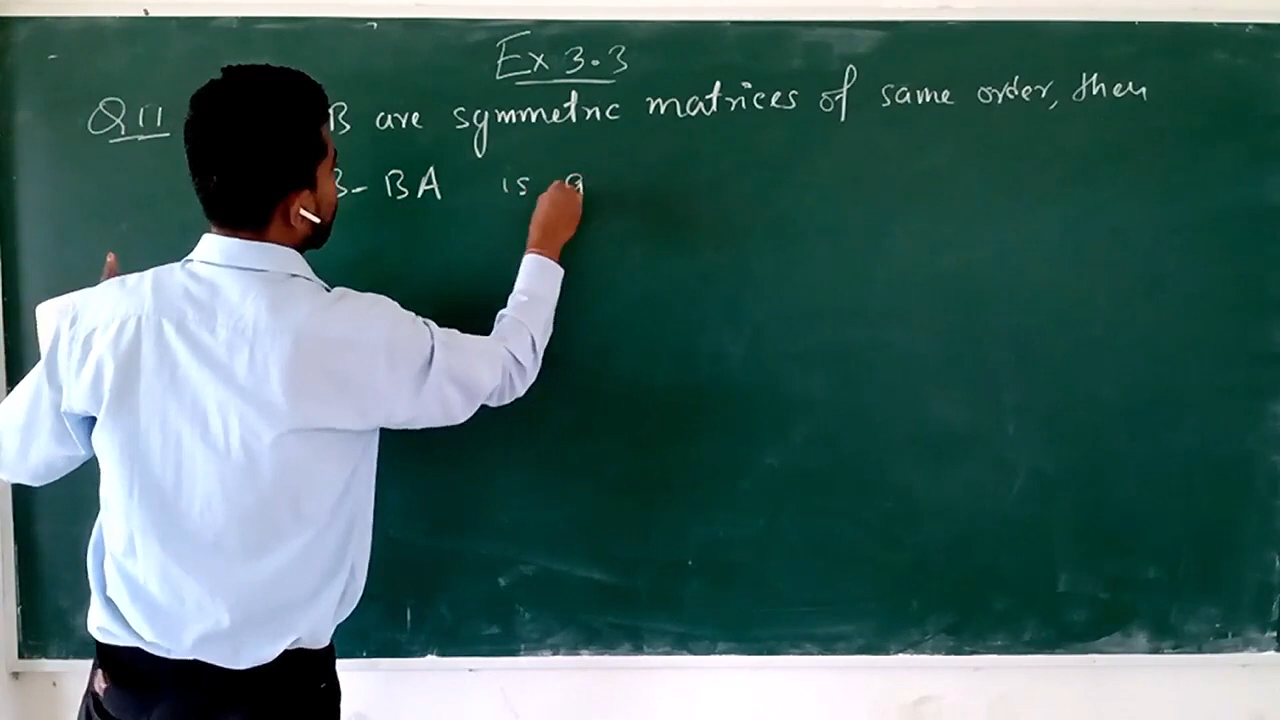 Ex 3.3
Q11 B are symmetric matrices of same order, then
B - BA is a